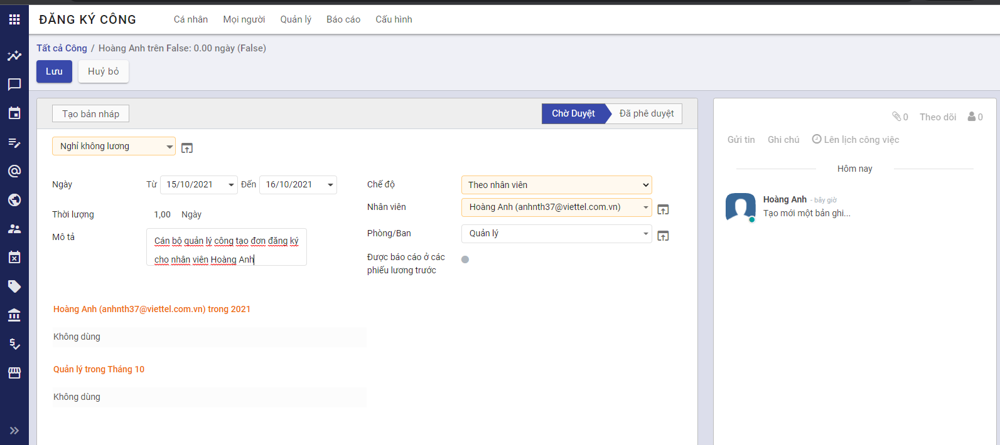 ĐĂNG KÝ CÔNG Cá nhân Mọi người Quản lý Báo cáo Cấu hình
Tất cả Công / Hoàng Anh trên False: 0.00 ngày (False)
Lưu Huỷ bỏ
Tạo bản nháp Chờ Duyệt Đã phê duyệt
Nghỉ không lương
Ngày Từ 15/10/2021 Đến 16/10/2021
Thời lượng 1,00 Ngày
Mô tả Cán bộ quản lý công tạo đơn đăng ký
cho nhân viên Hoàng Anh
Chế độ Theo nhân viên
Nhân viên Hoàng Anh (anhnth37@viettel.com.vn)
Phòng/Ban Quản lý
Được báo cáo ở các
phiếu lương trước
Hoàng Anh (anhnth37@viettel.com.vn) trong 2021
Không dùng
Quản lý trong Tháng 10
Không dùng
0 Theo dõi 0
Gửi tin Ghi chú Lên lịch công việc
Hôm nay
Hoàng Anh - bây giờ
Tạo mới một bản ghi...